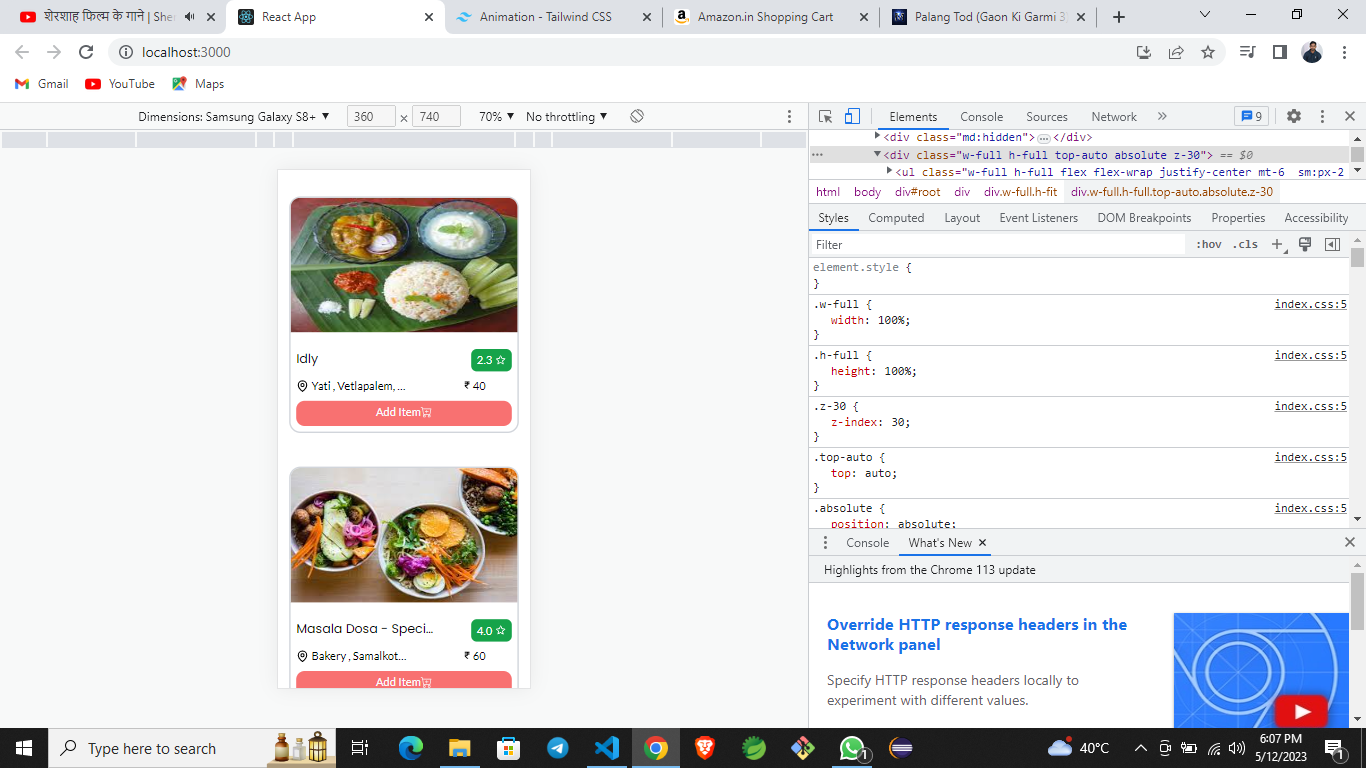 शेरशाह फिल्म के गाने | Sher
React App
Animation - Tailwind CSS
Amazon.in Shopping Cart
Palang Tod (Gaon Ki Garmi 3)
localhost:3000
Gmail
YouTube
Maps
Dimensions: Samsung Galaxy S8+ ▼
360 × 740
70% ▼
No throttling ▼
Elements
Console
Sources
Network
»
9
<div class="md:hidden"> … </div>
<div class="w-full h-full top-auto absolute z-30"> == $0
<ul class="w-full h-full flex flex-wrap justify-center mt-6 sm:px-2
html body div#root div div.w-full.h-fit div.w-full.h-full.top-auto.absolute.z-30
Styles Computed Layout Event Listeners DOM Breakpoints Properties Accessibility
Filter
:hov .cls +
element.style {
}
.w-full { index.css:5
width: 100%;
}
.h-full { index.css:5
height: 100%;
}
.z-30 { index.css:5
z-index: 30;
}
.top-auto { index.css:5
top: auto;
}
.absolute { index.css:5
position: absolute;
Console
What's New ×
Highlights from the Chrome 113 update
Override HTTP response headers in the
Network panel
Specify HTTP response headers locally to
experiment with different values.
Idly
2.3
Yati , Vetlapalem, ...
₹ 40
Add Item
Masala Dosa - Speci...
4.0
Bakery , Samalkot...
₹ 60
Add Item
Type here to search
1
40°C
6:07 PM
5/12/2023
1